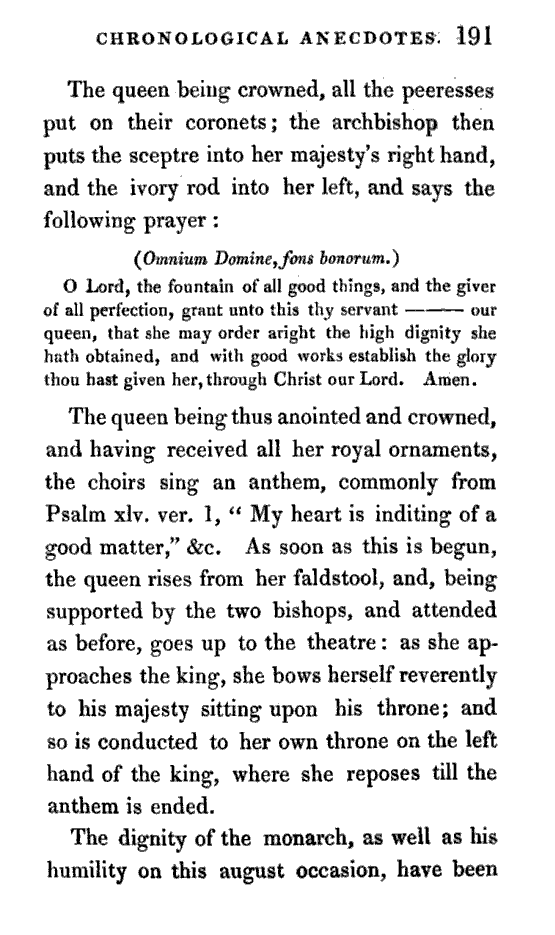 CHRONOLOGICAL ANECDOTES. 191
The queen being crowned, all the peeresses
put on their coronets; the archbishop then
puts the sceptre into her majesty's right hand,
and the ivory rod into her left, and says the
following prayer:
(Omnium Domine, fons bonorum.)
O Lord, the fountain of all good things, and the giver
of all perfection, grant unto this thy servant ——— our
queen, that she may order aright the high dignity she
hath obtained, and with good works establish the glory
thou hast given her, through Christ our Lord. Amen.
The queen being thus anointed and crowned,
and having received all her royal ornaments,
the choirs sing an anthem, commonly from
Psalm xlv. ver. 1, “ My heart is inditing of a
good matter,” &c. As soon as this is begun,
the queen rises from her faldstool, and, being
supported by the two bishops, and attended
as before, goes up to the theatre: as she ap-
proaches the king, she bows herself reverently
to his majesty sitting upon his throne; and
so is conducted to her own throne on the left
hand of the king, where she reposes till the
anthem is ended.
The dignity of the monarch, as well as his
humility on this august occasion, have been